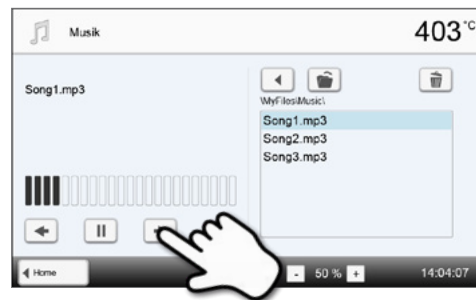 Musik
403°C
Song1.mp3
\MyFiles\Music\
Song1.mp3
Song2.mp3
Song3.mp3
Home
- 50 % +
14:04:07